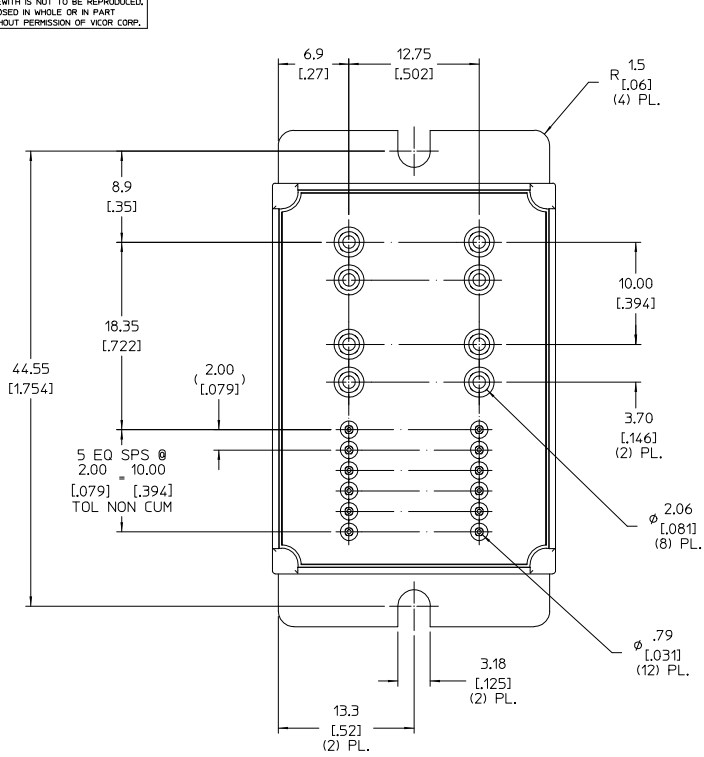 EWITH IS NOT TO BE REPRODUCED,
OSED IN WHOLE OR IN PART
HOUT PERMISSION OF VICOR CORP.
6.9
[.27]
12.75
[.502]
R 1.5
[.06]
(4) PL.
8.9
[.35]
10.00
[.394]
18.35
[.722]
44.55
[1.754]
( 2.00 )
[.079]
3.70
[.146]
(2) PL.
5 EQ SPS @
2.00 = 10.00
[.079] [.394]
TOL NON CUM
ø 2.06
[.081]
(8) PL.
ø .79
[.031]
(12) PL.
3.18
[.125]
(2) PL.
13.3
[.52]
(2) PL.